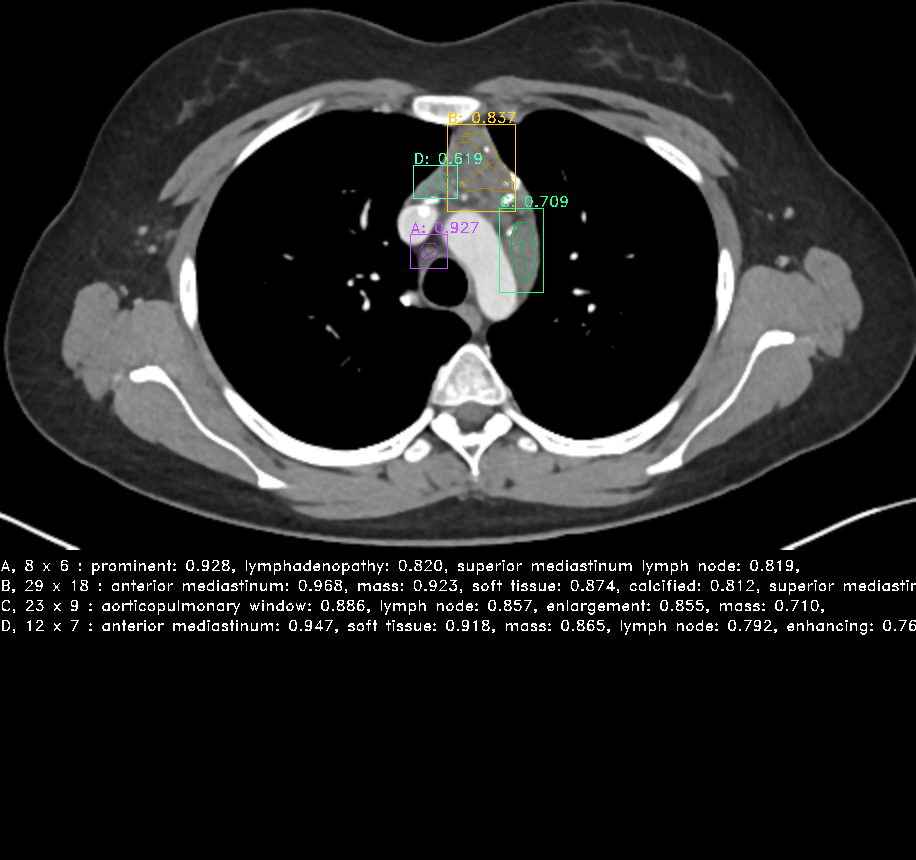 B: 0.837
D: 0.619
C: 0.709
A: 0.927
A, 8 x 6 : prominent: 0.928, lymphadenopathy: 0.820, superior mediastinum lymph node: 0.819,
B, 29 x 18 : anterior mediastinum: 0.968, mass: 0.923, soft tissue: 0.874, calcified: 0.812, superior mediastin
C, 23 x 9 : aorticopulmonary window: 0.886, lymph node: 0.857, enlargement: 0.855, mass: 0.710,
D, 12 x 7 : anterior mediastinum: 0.947, soft tissue: 0.918, mass: 0.865, lymph node: 0.792, enhancing: 0.76